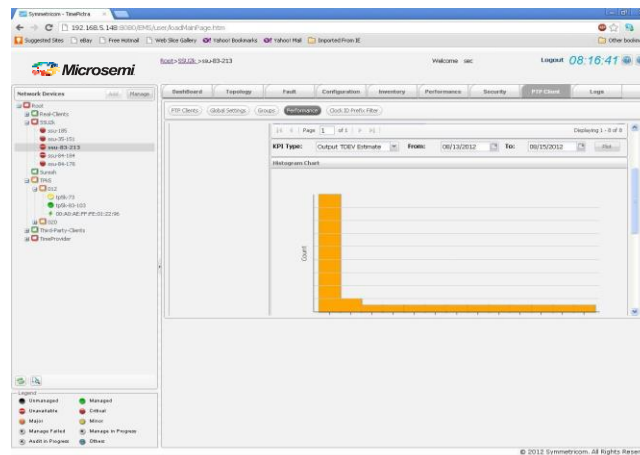 Symmetricom - TimePictra
192.168.5.148:8080/EMS/user/loadMainPage.htm
Suggested Sites eBay Free Hotmail Web Slice Gallery Yahoo! Bookmarks Yahoo! Mail Imported From IE Other bookm
Microsemi
Root>SSU2k >ssu-83-213
Welcome sec
Logout 08:16:41
Network Devices Add Manage
Dashboard Topology Fault Configuration Inventory Performance Security PTP Client Logs
PTP Clients Global Settings Groups Performance Clock ID Prefix Filter
Root
Real-Clients
SSU2k
ssu-185
ssu-35-151
ssu-83-213
ssu-84-184
ssu-84-178
Suresh
TP45
012
tp5k-73
tp5k-83-103
00:A0:AE:FF:FE:01:22:96
020
Third-Party-Clients
TimeProvider
Page 1 of 1 Displaying 1 - 8 of 8
KPI Type: Output TDEV Estimate From: 08/13/2012 To: 08/15/2012 Plot
Histogram Chart
Count
Legend
Unmanaged Managed
Unavailable Critical
Major Minor
Manage Failed Manage in Progress
Audit in Progress Others
© 2012 Symmetricom. All Rights Reser